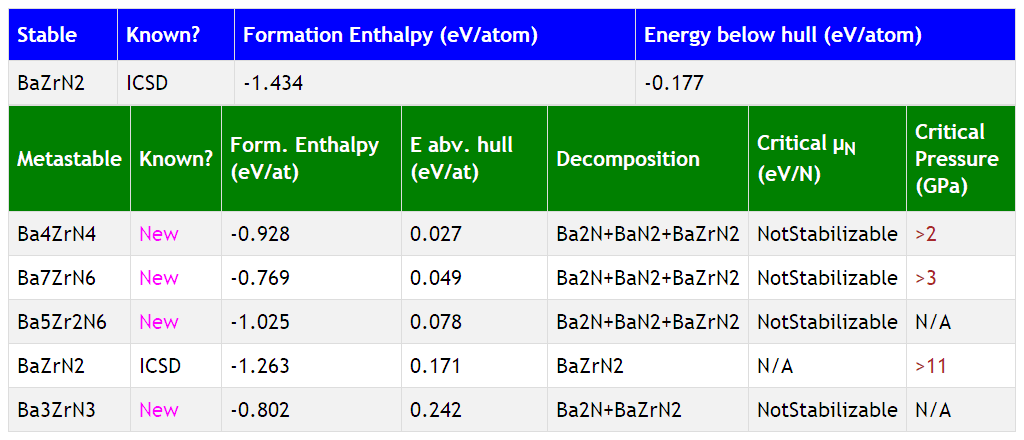 Stable Known? Formation Enthalpy (eV/atom) Energy below hull (eV/atom)
BaZrN2 ICSD -1.434 -0.177
Metastable Known? Form. Enthalpy (eV/at) E abv. hull (eV/at) Decomposition Critical μN (eV/N) Critical Pressure (GPa)
Ba4ZrN4 New -0.928 0.027 Ba2N+BaN2+BaZrN2 NotStabilizable >2
Ba7ZrN6 New -0.769 0.049 Ba2N+BaN2+BaZrN2 NotStabilizable >3
Ba5Zr2N6 New -1.025 0.078 Ba2N+BaN2+BaZrN2 NotStabilizable N/A
BaZrN2 ICSD -1.263 0.171 BaZrN2 N/A >11
Ba3ZrN3 New -0.802 0.242 Ba2N+BaZrN2 NotStabilizable N/A